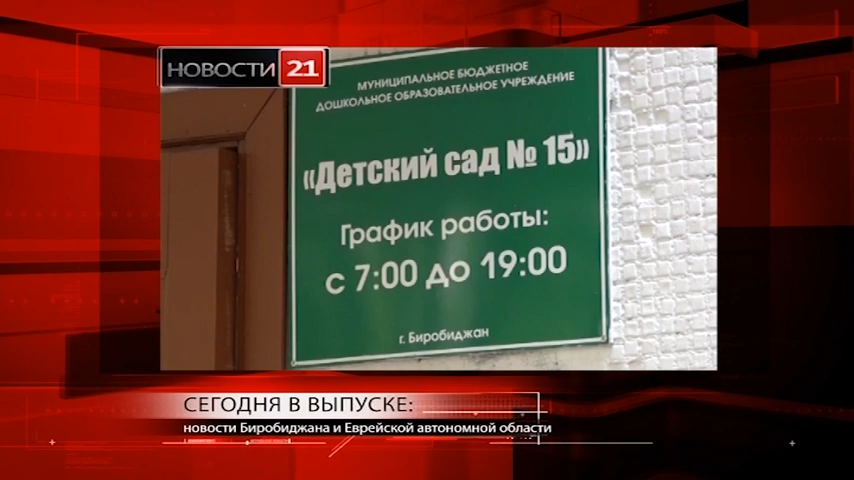 НОВОСТИ 21
МУНИЦИПАЛЬНОЕ БЮДЖЕТНОЕ
ДОШКОЛЬНОЕ ОБРАЗОВАТЕЛЬНОЕ УЧРЕЖДЕНИЕ
«Детский сад № 15»
График работы:
с 7:00 до 19:00
г. Биробиджан
СЕГОДНЯ В ВЫПУСКЕ:
новости Биробиджана и Еврейской автономной области